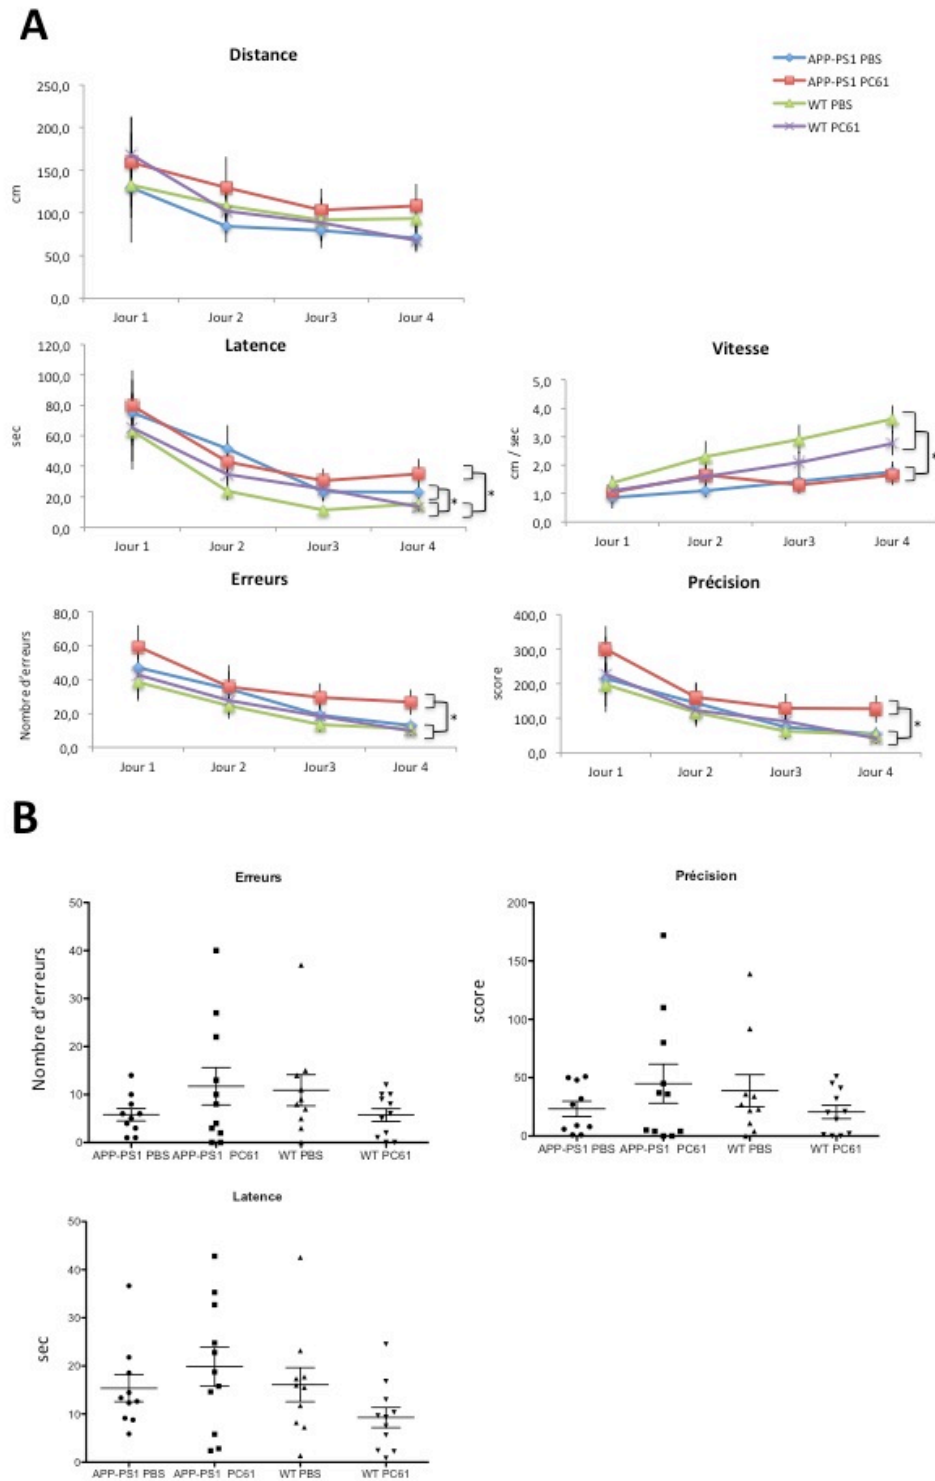 A
Distance
APP-PS1 PBS
APP-PS1 PC61
WT PBS
WT PC61
250,0
200,0
150,0
100,0
50,0
0,0
cm
Jour 1 Jour 2 Jour3 Jour 4
Latence
120,0
100,0
80,0
60,0
40,0
20,0
0,0
sec
*
*
Jour 1 Jour 2 Jour3 Jour 4
Vitesse
5,0
4,0
3,0
2,0
1,0
0,0
cm / sec
*
Jour 1 Jour 2 Jour3 Jour 4
Erreurs
80,0
60,0
40,0
20,0
0,0
Nombre d'erreurs
*
Jour 1 Jour 2 Jour3 Jour 4
Précision
400,0
300,0
200,0
100,0
0,0
score
*
Jour 1 Jour 2 Jour3 Jour 4
B
Erreurs
50
40
30
20
10
0
Nombre d'erreurs
APP-PS1 PBS APP-PS1 PC61 WT PBS WT PC61
Précision
200
150
100
50
0
score
APP-PS1 PBS APP-PS1 PC61 WT PBS WT PC61
Latence
50
40
30
20
10
0
sec
APP-PS1 PBS APP-PS1 PC61 WT PBS WT PC61